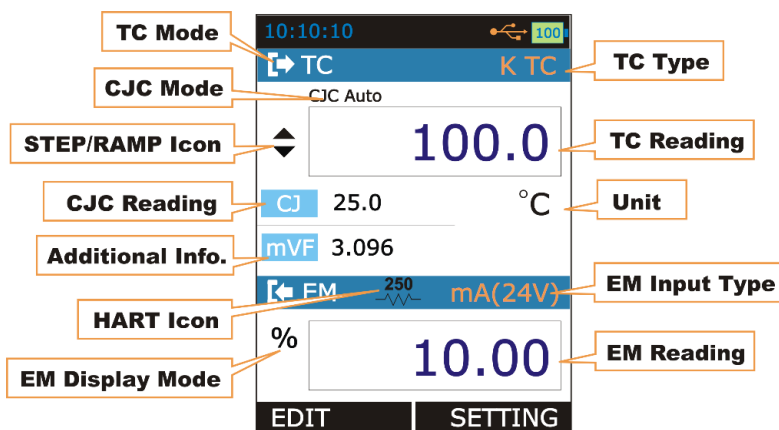 TC Mode
10:10:10 100
TC K TC
TC Type
CJC Mode
CJC Auto
STEP/RAMP Icon
100.0
TC Reading
CJC Reading
CJ 25.0 °C
Unit
Additional Info.
mVF 3.096
EM 250 mA(24V)
EM Input Type
HART Icon
%
10.00
EM Reading
EM Display Mode
EDIT SETTING